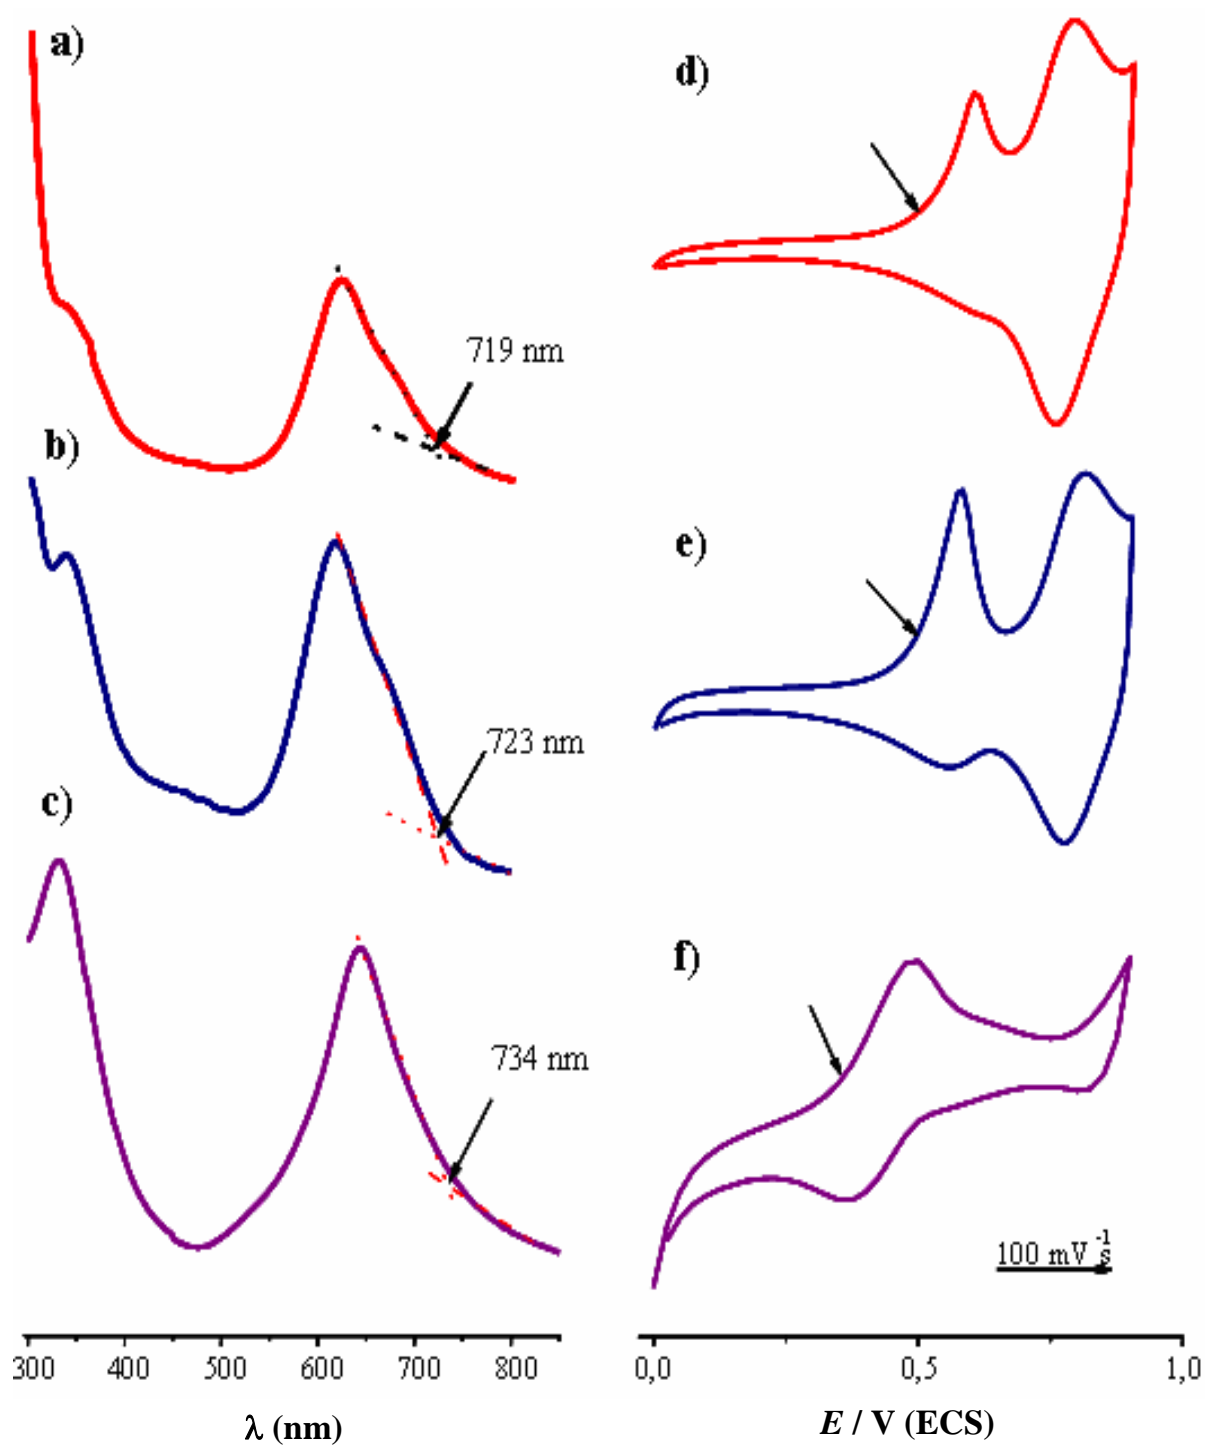 a)
719 nm
b)
723 nm
c)
734 nm
300 400 500 600 700 800
λ (nm)
d)
e)
f)
100 mV s⁻¹
0,0 0,5 1,0
E / V (ECS)